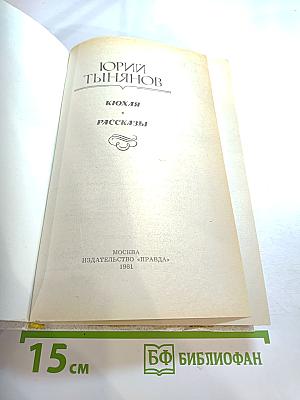 ЮРИЙ
ТЫНЯНОВ
КЮХЛЯ
•
РАССКАЗЫ
МОСКВА
ИЗДАТЕЛЬСТВО «ПРАВДА»
1981
15 см
БФ БИБЛИОФАН